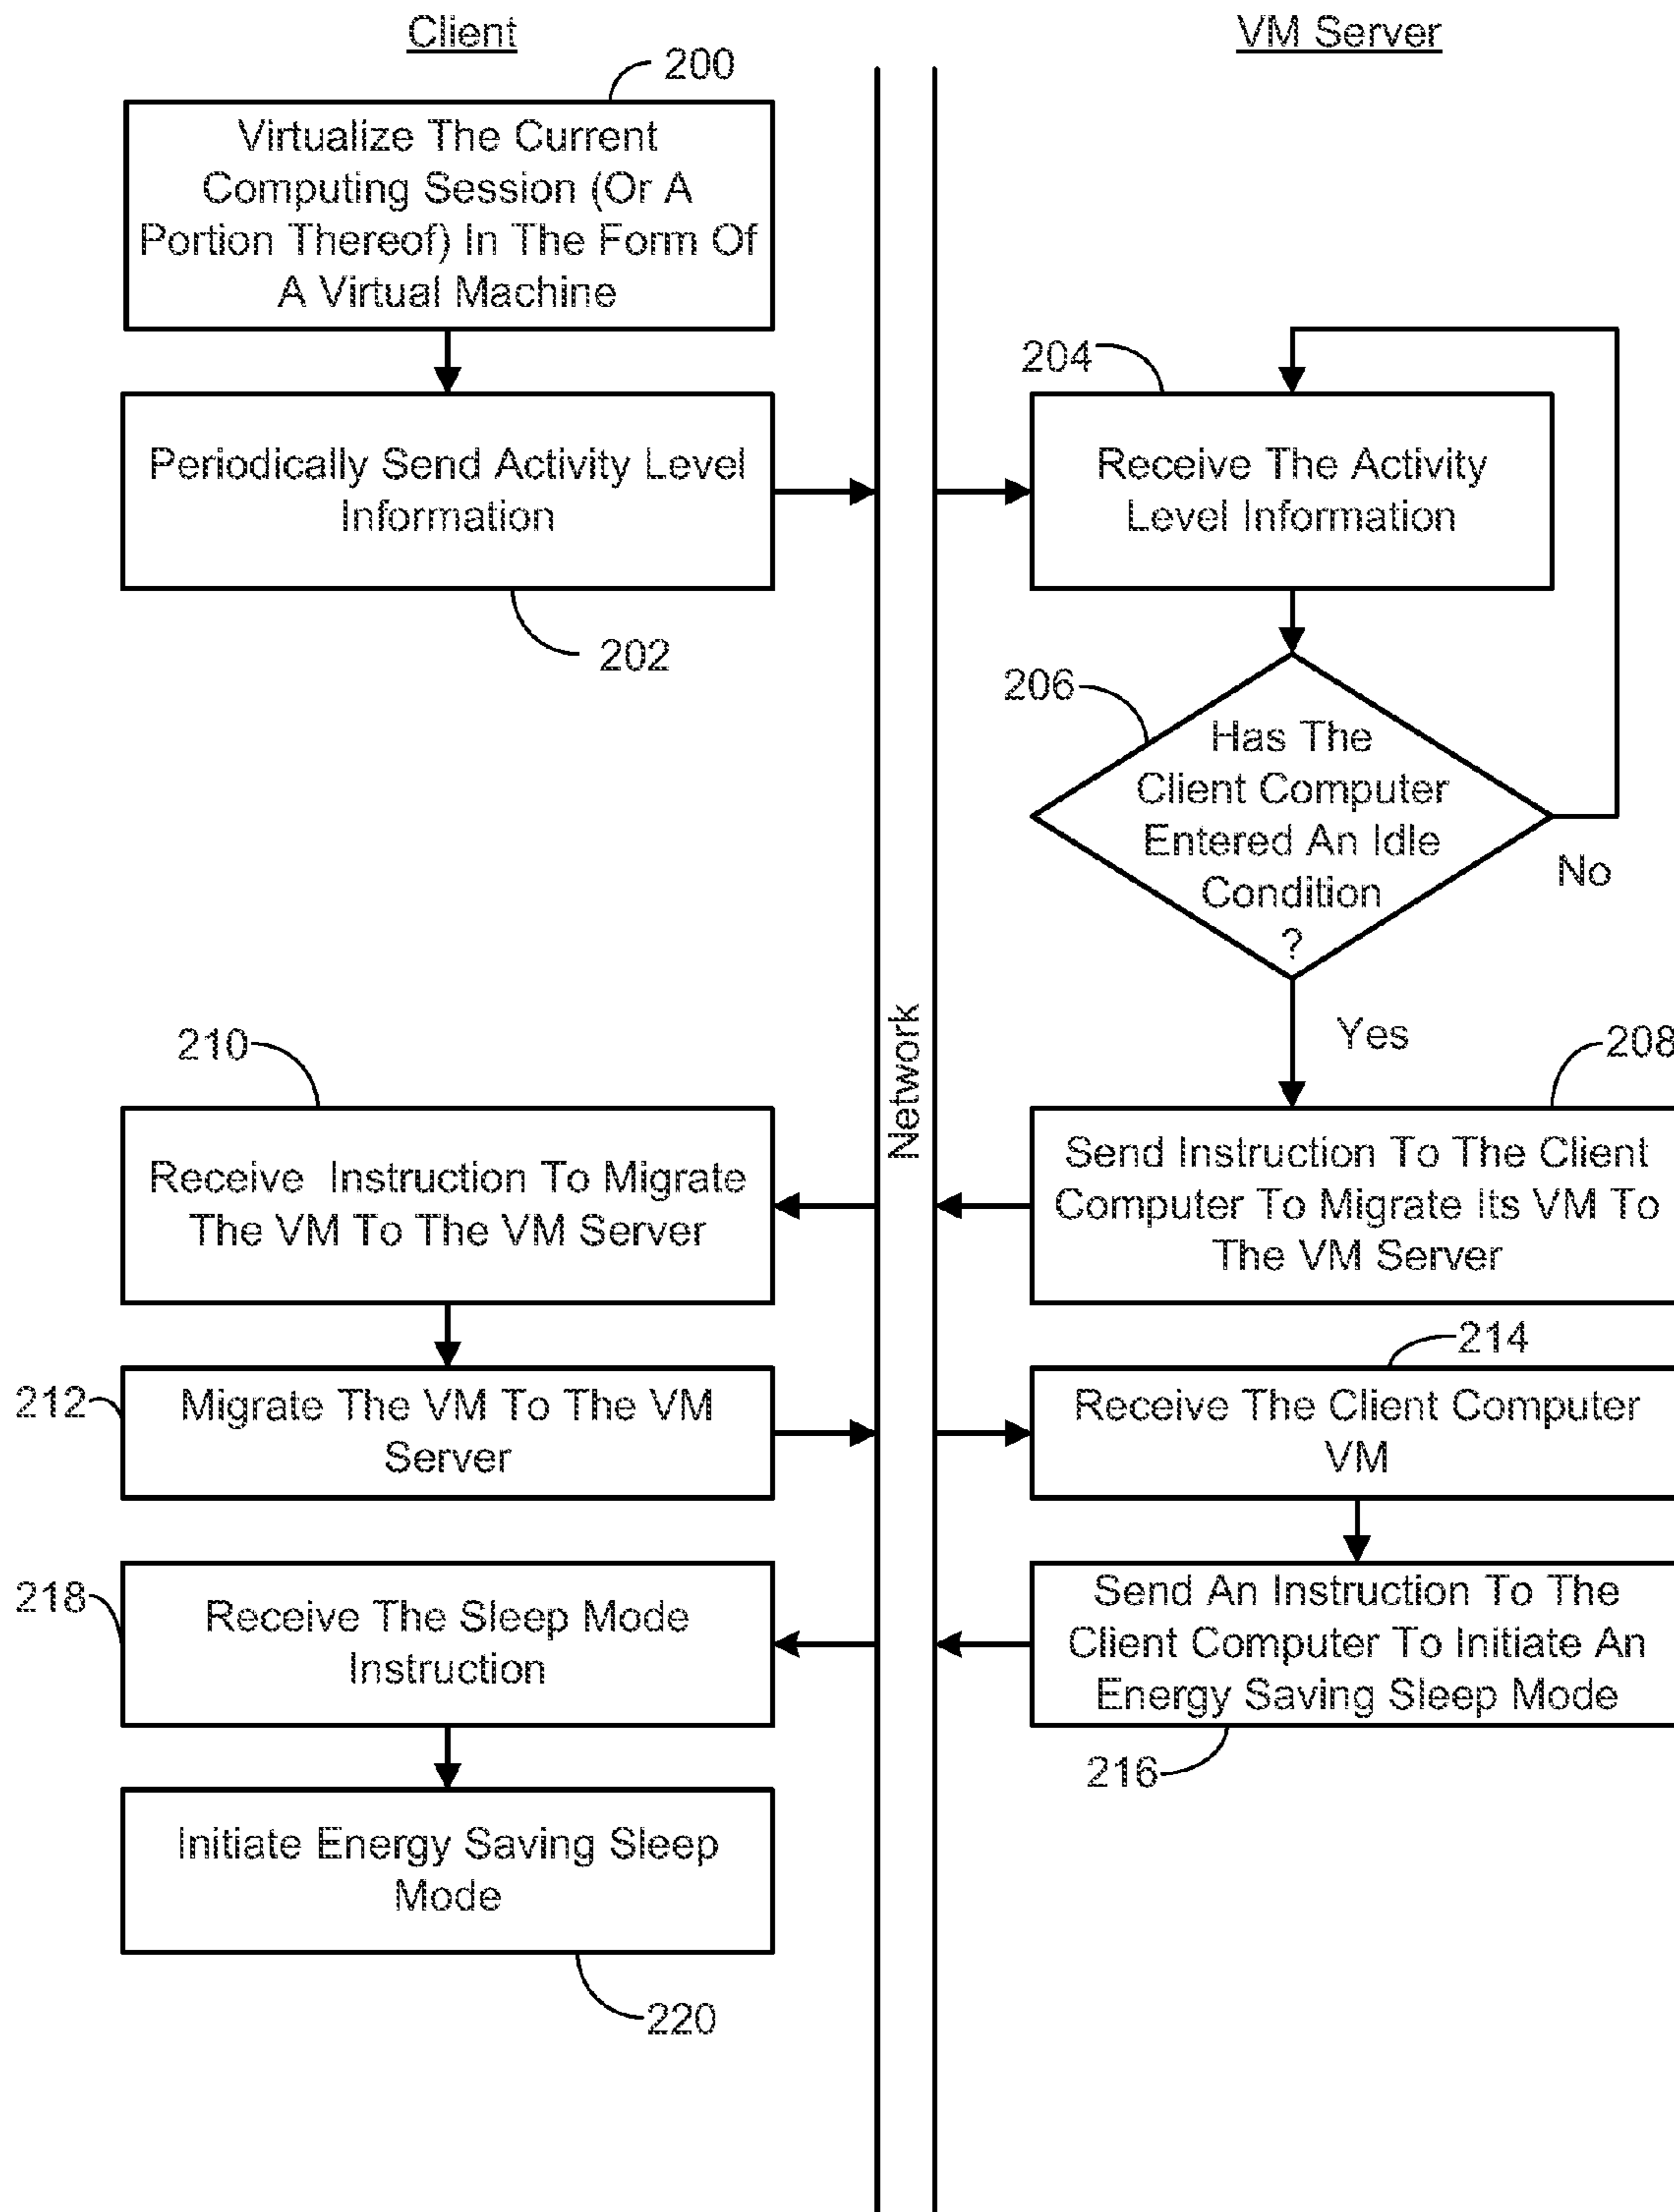 Client
VM Server
200
Virtualize The Current
Computing Session (Or A
Portion Thereof) In The Form Of
A Virtual Machine
204
Periodically Send Activity Level
Information
202
Receive The Activity
Level Information
206
Has The
Client Computer
Entered An Idle
Condition
?
No
Yes
Network
210
208
Receive Instruction To Migrate
The VM To The VM Server
Send Instruction To The Client
Computer To Migrate Its VM To
The VM Server
212
Migrate The VM To The VM
Server
214
Receive The Client Computer
VM
218
Receive The Sleep Mode
Instruction
Send An Instruction To The
Client Computer To Initiate An
Energy Saving Sleep Mode
216
Initiate Energy Saving Sleep
Mode
220